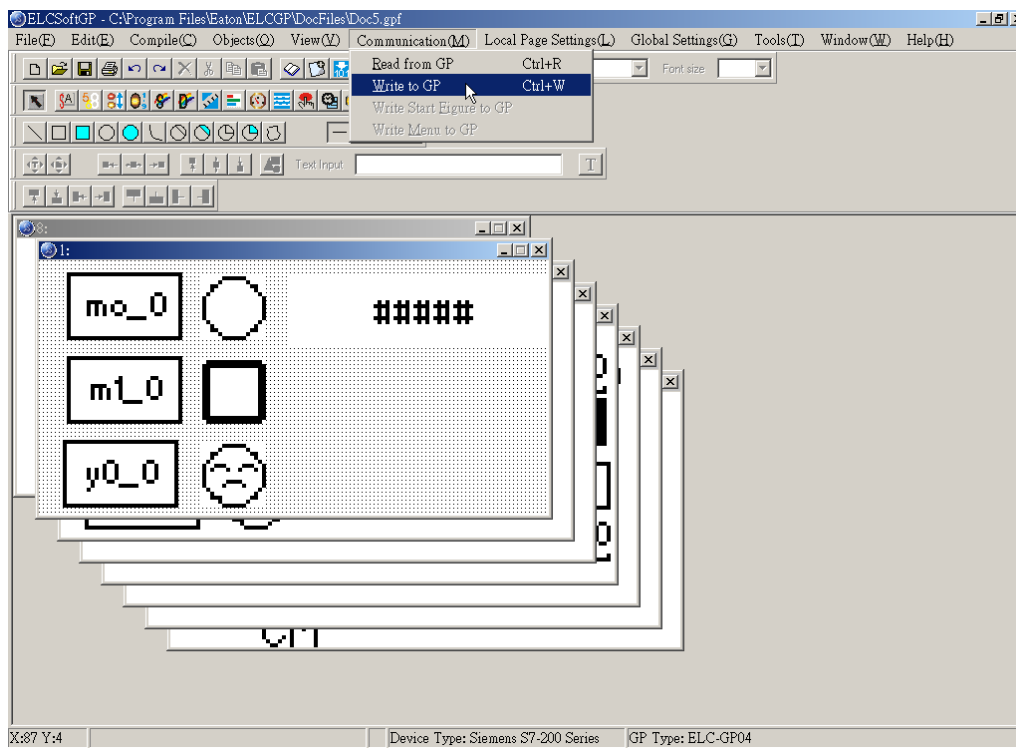 ELCSoftGP - C:\Program Files\Eaton\ELCGP\DocFiles\Doc5.gpf
File(F) Edit(E) Compile(C) Objects(O) View(V) Communication(M) Local Page Settings(L) Global Settings(G) Tools(T) Window(W) Help(H)
Read from GP Ctrl+R
Write to GP Ctrl+W
Write Start Eigure to GP
Write Menu to GP
Font size
Text Input
T
8:
1:
mo_0
#####
m1_0
y0_0
X:87 Y:4
Device Type: Siemens S7-200 Series
GP Type: ELC-GP04